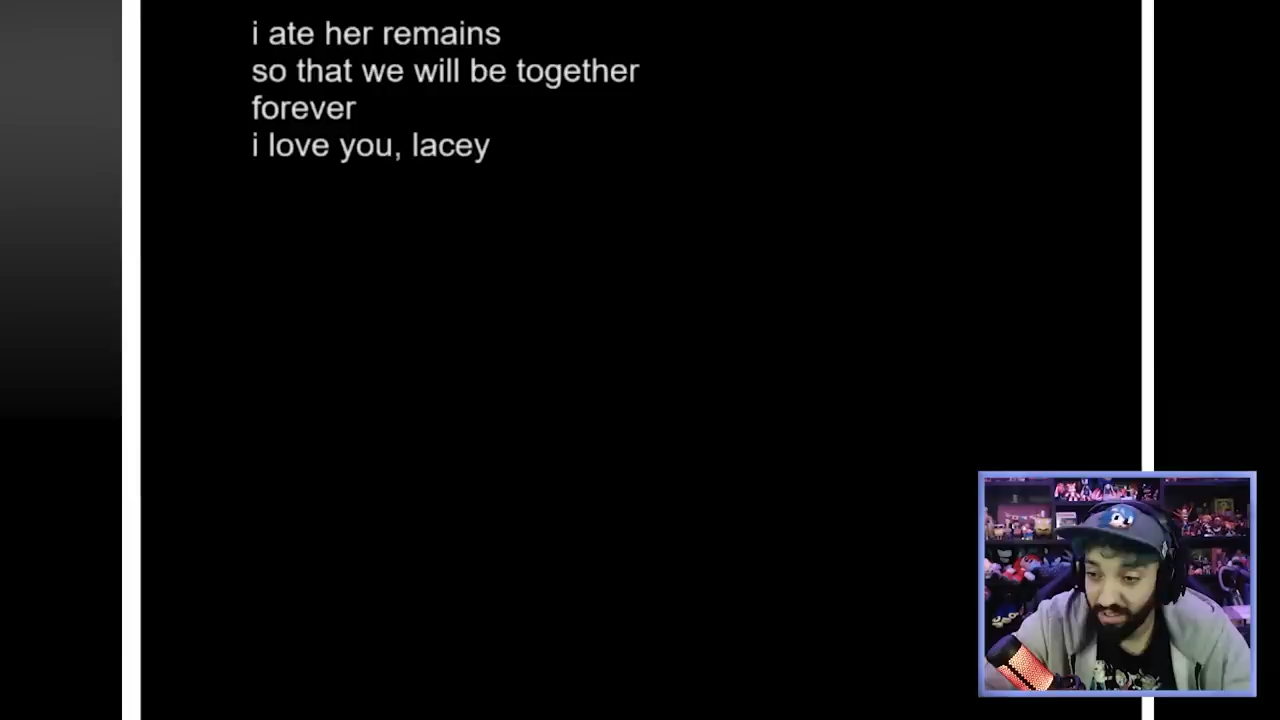 i ate her remains
so that we will be together
forever
i love you, lacey